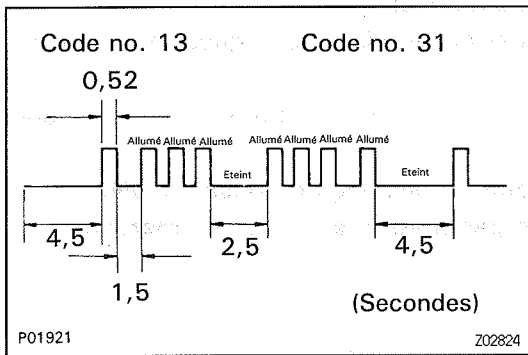 Code no. 13 Code no. 31
0,52
Allumé Allumé Allumé Allumé Allumé Allumé Allumé
Eteint Eteint
4,5 2,5 4,5
1,5
(Secondes)
P01921 Z02824